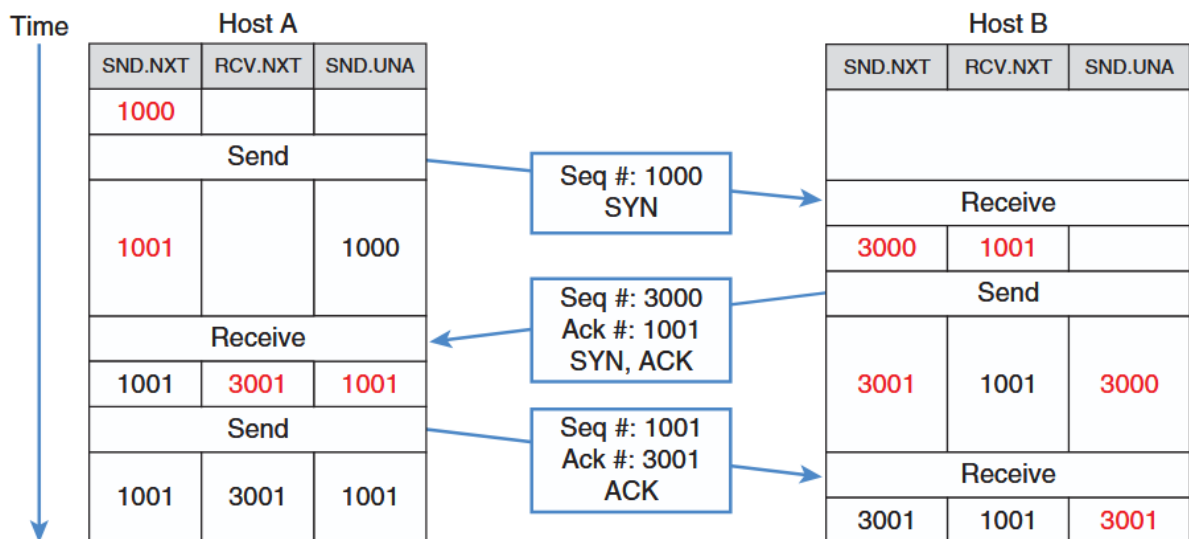 Time
Host A
Host B
SND.NXT RCV.NXT SND.UNA
SND.NXT RCV.NXT SND.UNA
1000
Send
Seq #: 1000
SYN
Receive
1001 1000
3000 1001
Send
Seq #: 3000
Ack #: 1001
SYN, ACK
Receive
1001 3001 1001
3001 1001 3000
Send
Seq #: 1001
Ack #: 3001
ACK
Receive
1001 3001 1001
3001 1001 3001